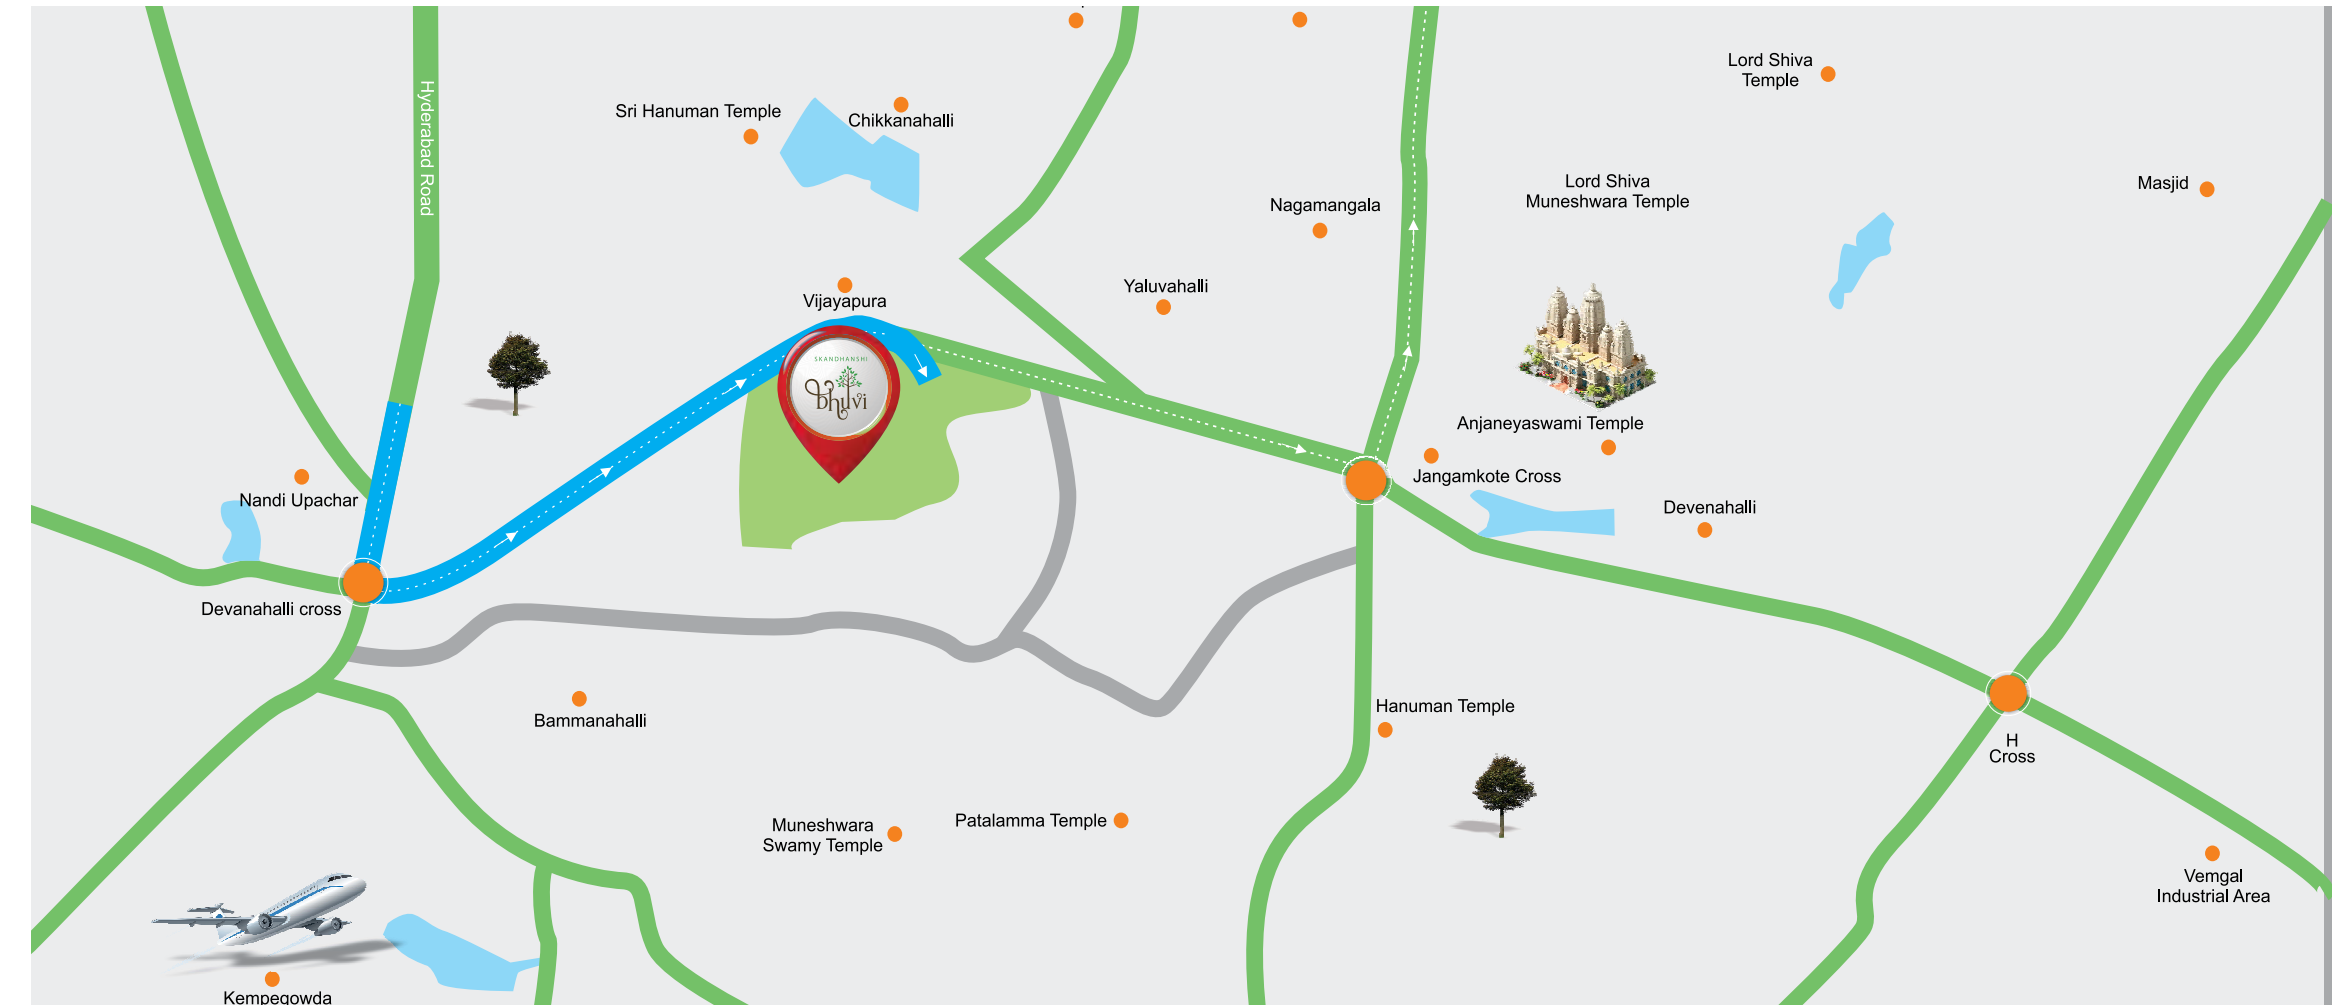 Lord Shiva
Temple
Hyderabad Road
Sri Hanuman Temple
Chikkanahalli
Lord Shiva
Muneshwara Temple
Masjid
Nagamangala
Yaluvahalli
Vijayapura
SKANDHANSHI
bhuvi
Anjaneyaswami Temple
Jangamkote Cross
Nandi Upachar
Devenahalli
Devanahalli cross
Bammanahalli
Hanuman Temple
H
Cross
Muneshwara
Swamy Temple
Patalamma Temple
Vemgal
Industrial Area
Kempegowda